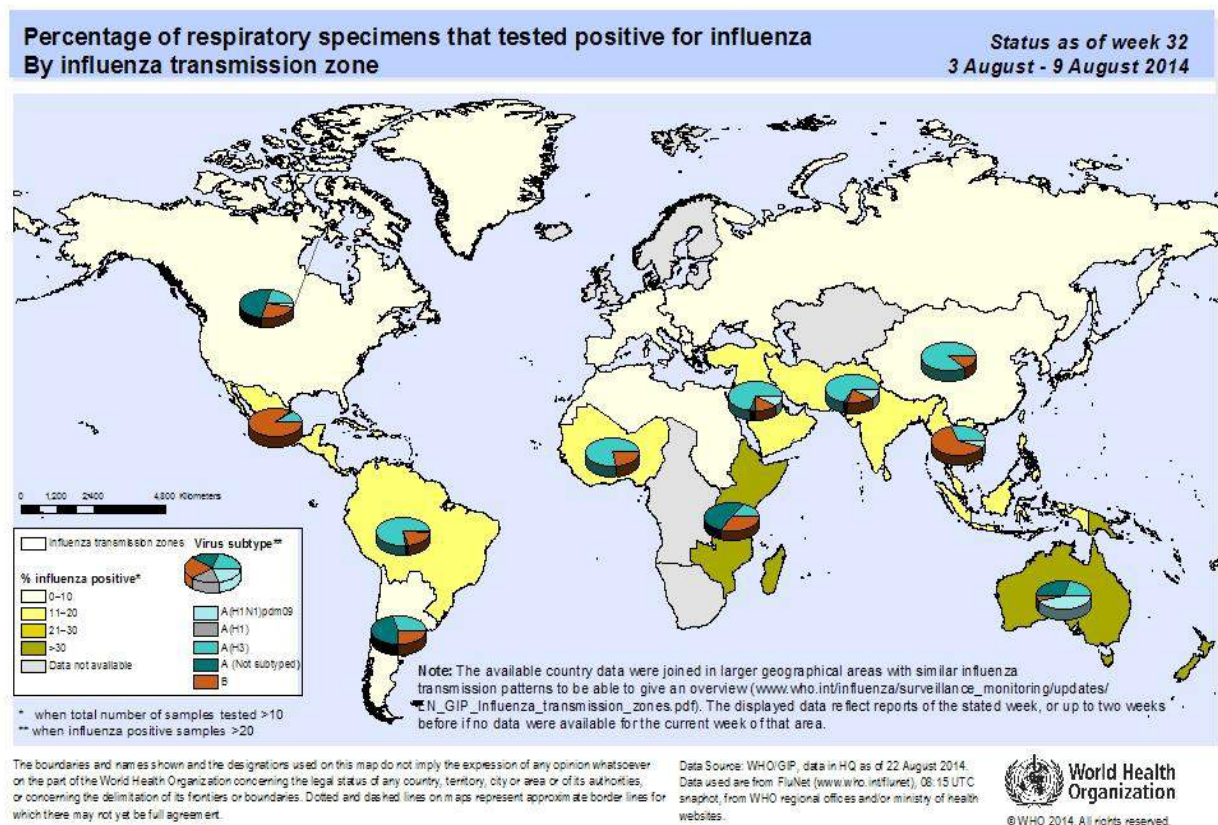 Percentage of respiratory specimens that tested positive for influenza
By influenza transmission zone
Status as of week 32
3 August - 9 August 2014
0 1,200 2,400 4,800 Kilometers
Influenza transmission zones
% influenza positive*
0–10
11–20
21–30
>30
Data not available
Virus subtype**
A(H1N1)pdm09
A(H1)
A(H3)
A (Not subtyped)
B
* when total number of samples tested >10
** when influenza positive samples >20
Note: The available country data were joined in larger geographical areas with similar influenza
transmission patterns to be able to give an overview (www.who.int/influenza/surveillance_monitoring/updates/
EN_GIP_Influenza_transmission_zones.pdf). The displayed data reflect reports of the stated week, or up to two weeks
before if no data were available for the current week of that area.
The boundaries and names shown and the designations used on this map do not imply the expression of any opinion whatsoever
on the part of the World Health Organization concerning the legal status of any country, territory, city or area or of its authorities,
or concerning the delimitation of its frontiers or boundaries. Dotted and dashed lines on maps represent approximate border lines for
which there may not yet be full agreement.
Data Source: WHO/GIP, data in HQ as of 22 August 2014.
Data used are from FluNet (www.who.int/flunet), 08:15 UTC
snaphot, from WHO regional offices and/or ministry of health
websites.
World Health
Organization
© WHO 2014. All rights reserved.